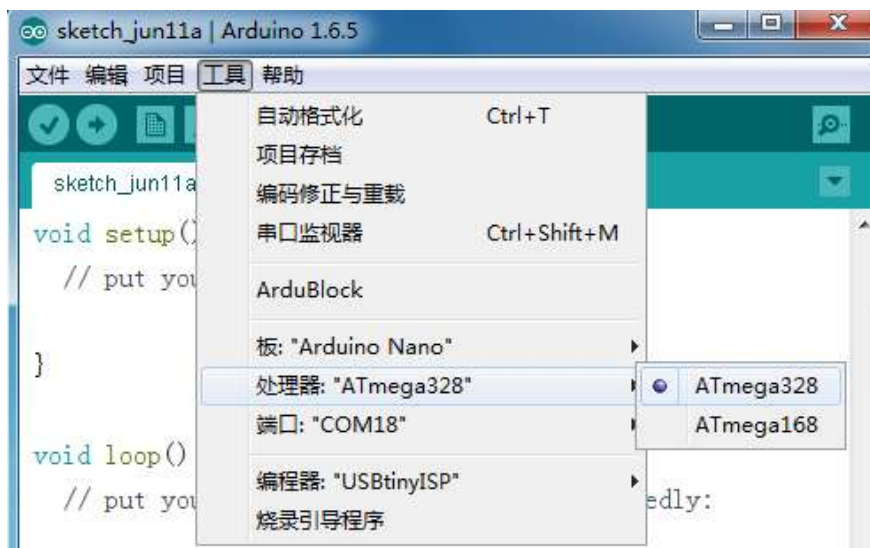 sketch_jun11a | Arduino 1.6.5
文件 编辑 项目 工具 帮助
sketch_jun11a
自动格式化 Ctrl+T
项目存档
编码修正与重载
串口监视器 Ctrl+Shift+M
ArduBlock
板: "Arduino Nano"
处理器: "ATmega328"
端口: "COM18"
编程器: "USBtinyISP"
烧录引导程序
ATmega328
ATmega168
void setup()
// put you
}
void loop()
// put you edly: